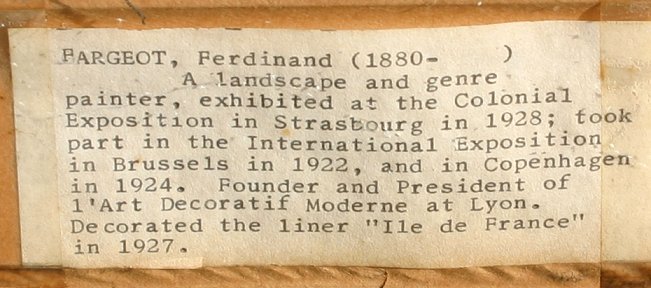 BARGEOT, Ferdinand (1880-     )
A landscape and genre
painter, exhibited at the Colonial
Exposition in Strasbourg in 1928; took
part in the International Exposition
in Brussels in 1922, and in Copenhagen
in 1924. Founder and President of
l'Art Decoratif Moderne at Lyon.
Decorated the liner "Ile de France"
in 1927.